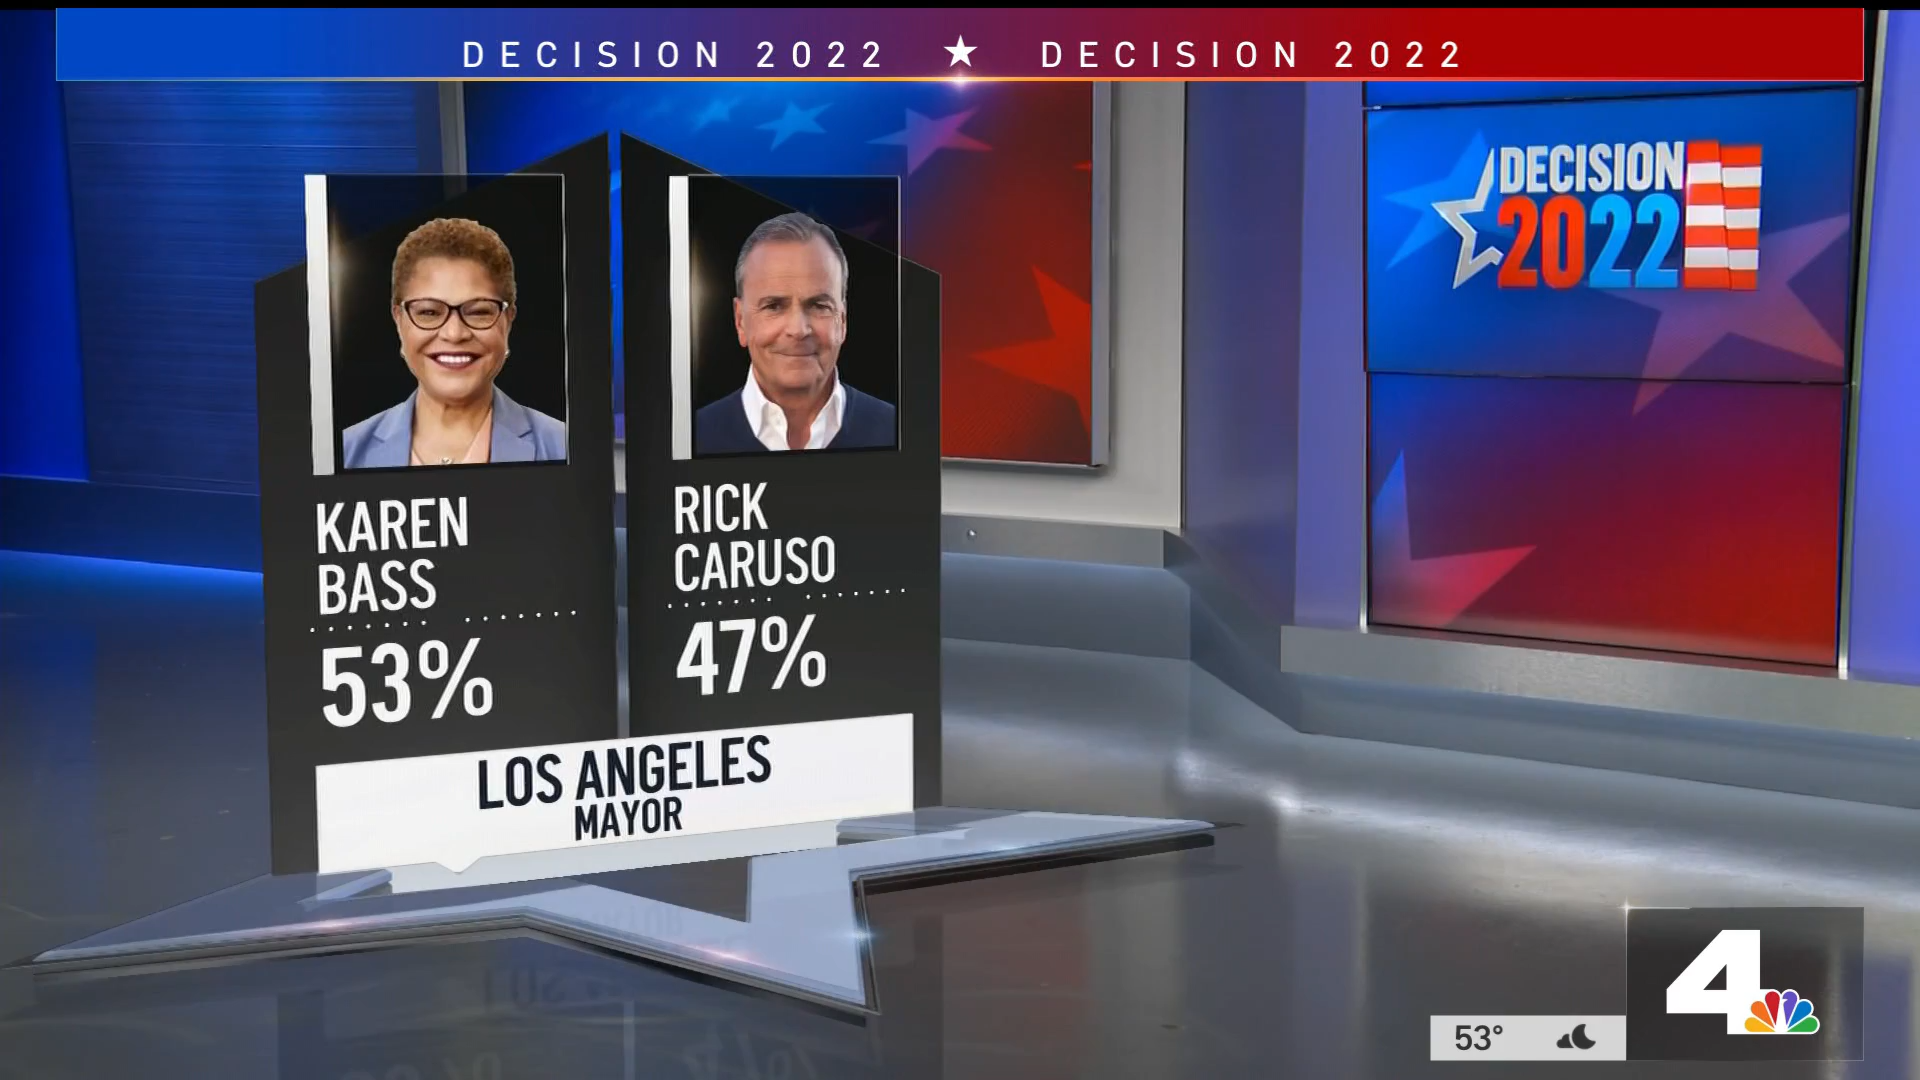 DECISION 2022 ★ DECISION 2022
DECISION
2022
KAREN
BASS
53%
RICK
CARUSO
47%
LOS ANGELES
MAYOR
4
53°